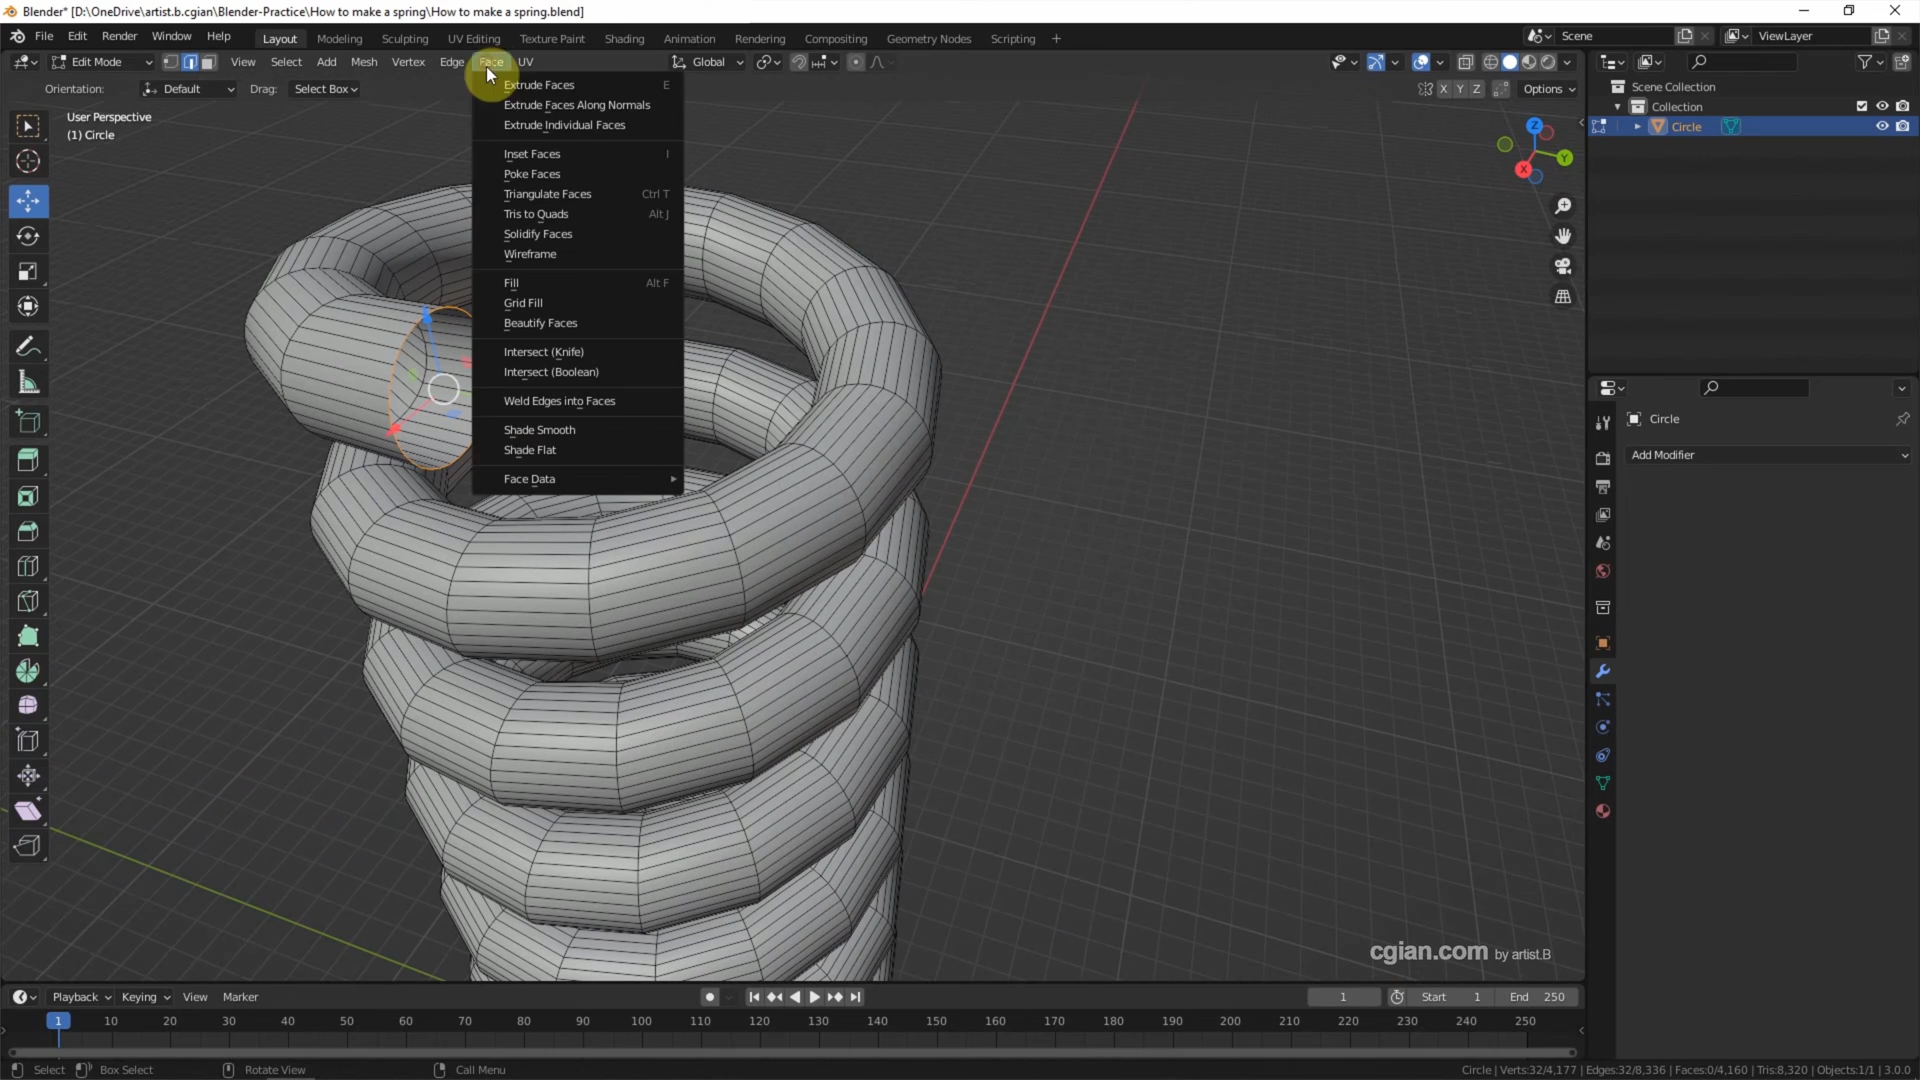 Blender* [D:\OneDrive\artist.b.cgian\Blender-Practice\How to make a spring\How to make a spring.blend]
File Edit Render Window Help Layout Modeling Sculpting UV Editing Texture Paint Shading Animation Rendering Compositing Geometry Nodes Scripting + Scene ViewLayer
Edit Mode View Select Add Mesh Vertex Edge Face UV Global
Orientation: Default Drag: Select Box X Y Z Options
User Perspective
(1) Circle
Extrude Faces E
Extrude Faces Along Normals
Extrude Individual Faces
Inset Faces I
Poke Faces
Triangulate Faces Ctrl T
Tris to Quads Alt J
Solidify Faces
Wireframe
Fill Alt F
Grid Fill
Beautify Faces
Intersect (Knife)
Intersect (Boolean)
Weld Edges into Faces
Shade Smooth
Shade Flat
Face Data
Z
Y
X
Scene Collection
Collection
Circle
Circle
Add Modifier
cgian.com by artist.B
Playback Keying View Marker 1 Start 1 End 250
1 10 20 30 40 50 60 70 80 90 100 110 120 130 140 150 160 170 180 190 200 210 220 230 240 250
Select Box Select Rotate View Call Menu Circle | Verts:32/4,177 | Edges:32/8,336 | Faces:0/4,160 | Tris:8,320 | Objects:1/1 | 3.0.0